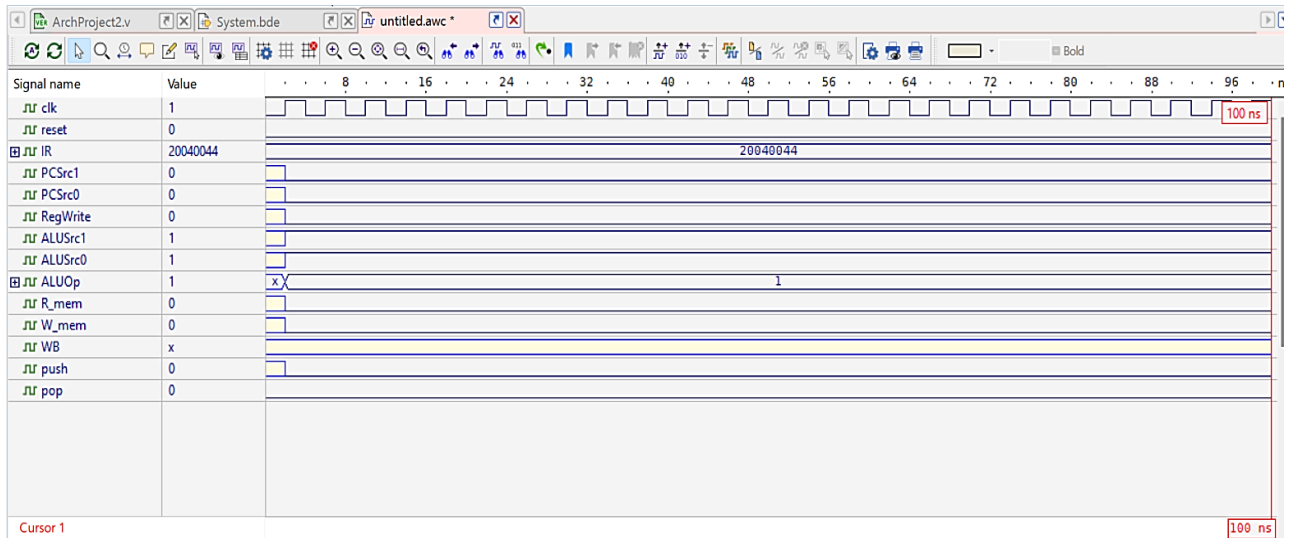 ArchProject2.v System.bde untitled.awc *
Bold
Signal name Value 8 16 24 32 40 48 56 64 72 80 88 96 n
clk 1 100 ns
reset 0
IR 20040044 20040044
PCSrc1 0
PCSrc0 0
RegWrite 0
ALUSrc1 1
ALUSrc0 1
ALUOp 1 x 1
R_mem 0
W_mem 0
WB x
push 0
pop 0
Cursor 1 100 ns